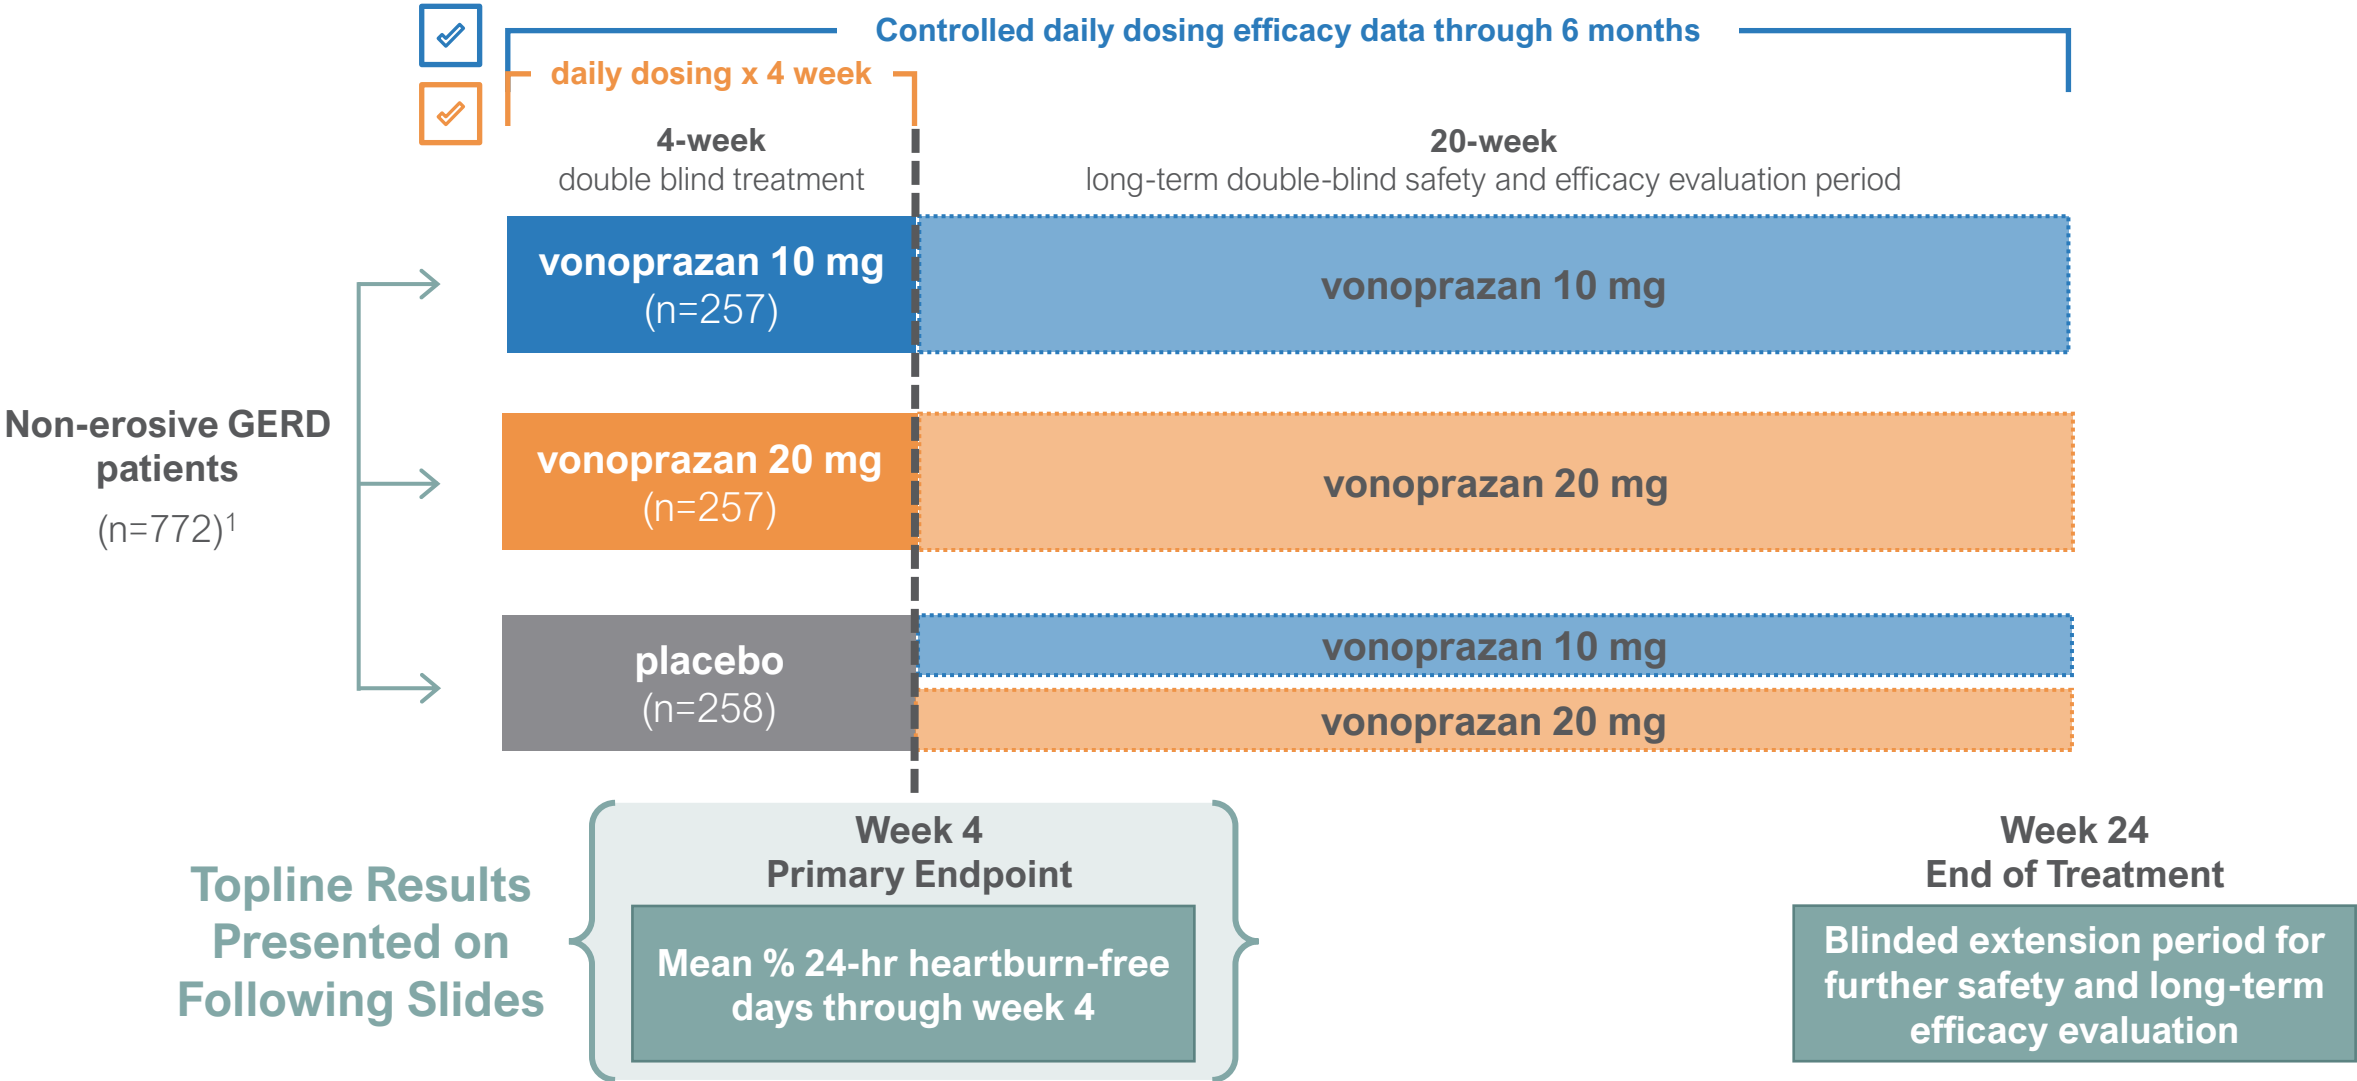 Controlled daily dosing efficacy data through 6 months
daily dosing x 4 week
4-week
double blind treatment
20-week
long-term double-blind safety and efficacy evaluation period
Non-erosive GERD
patients
(n=772)1
vonoprazan 10 mg
(n=257)
vonoprazan 10 mg
vonoprazan 20 mg
(n=257)
vonoprazan 20 mg
placebo
(n=258)
vonoprazan 10 mg
vonoprazan 20 mg
Topline Results
Presented on
Following Slides
Week 4
Primary Endpoint
Mean % 24-hr heartburn-free
days through week 4
Week 24
End of Treatment
Blinded extension period for
further safety and long-term
efficacy evaluation